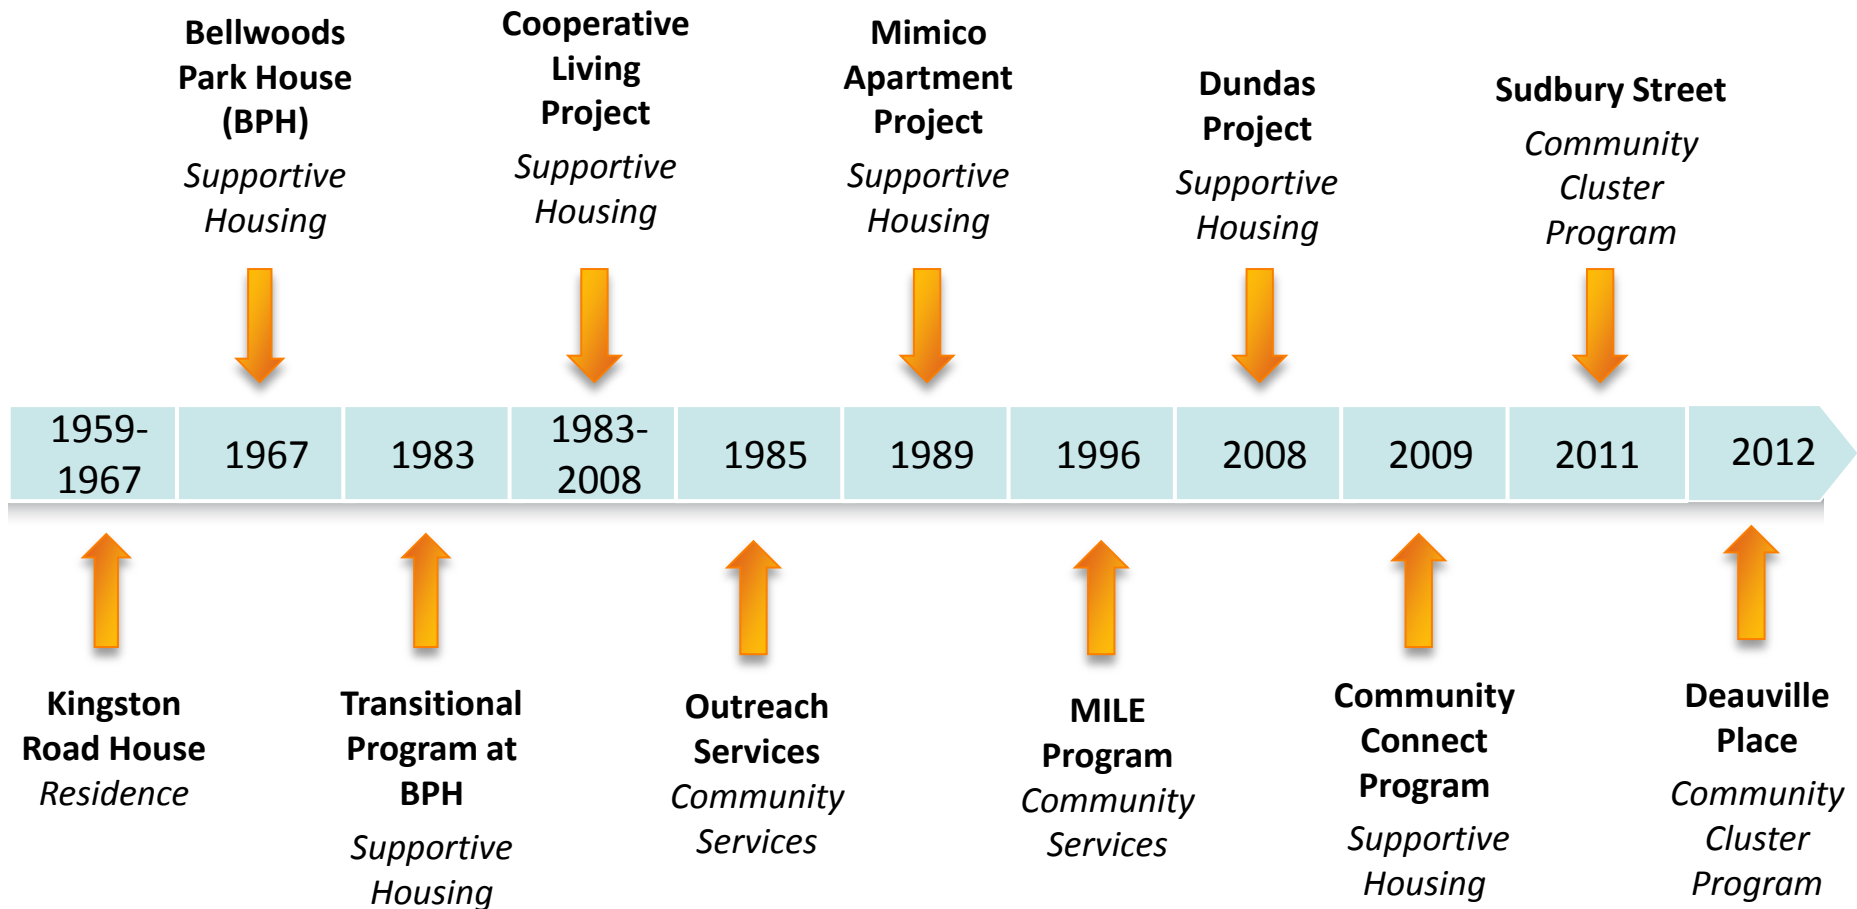 Bellwoods
Park House
(BPH)
Supportive
Housing
Cooperative
Living
Project
Supportive
Housing
Mimico
Apartment
Project
Supportive
Housing
Dundas
Project
Supportive
Housing
Sudbury Street
Community
Cluster
Program
1959-
1967
1967
1983
1983-
2008
1985
1989
1996
2008
2009
2011
2012
Kingston
Road House
Residence
Transitional
Program at
BPH
Supportive
Housing
Outreach
Services
Community
Services
MILE
Program
Community
Services
Community
Connect
Program
Supportive
Housing
Deauville
Place
Community
Cluster
Program